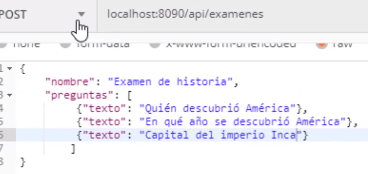 POST localhost:8090/api/examenes
none form-data x-www-form-urlencoded raw
1 {
2 "nombre": "Examen de historia",
3 "preguntas": [
4 {"texto": "Quién descubrió América"},
5 {"texto": "En qué año se descubrió América"},
6 {"texto": "Capital del imperio Inca"}
7 ]
8 }